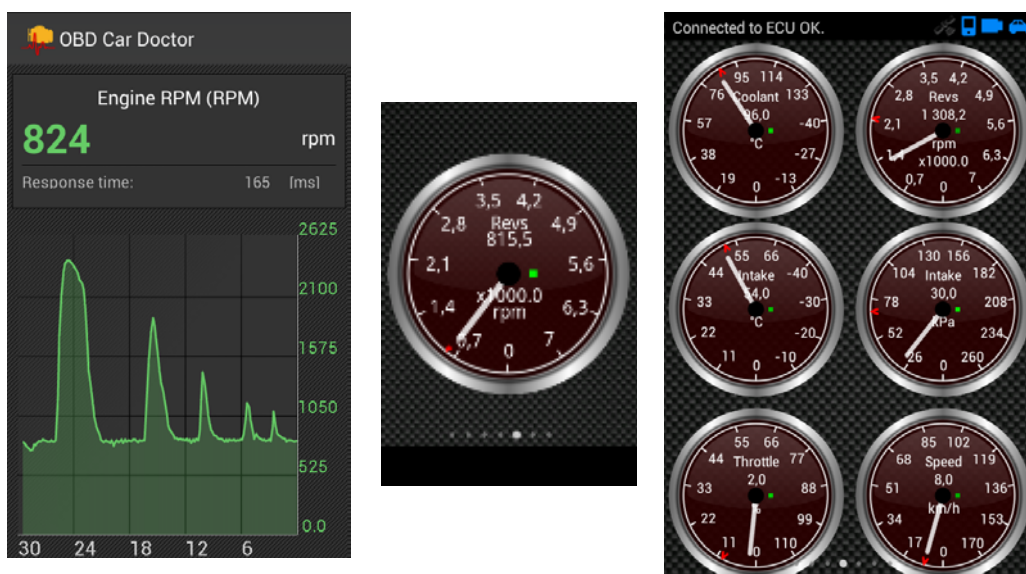 OBD Car Doctor
Engine RPM (RPM)
824 rpm
Response time: 165 [ms]
2625
2100
1575
1050
525
0.0
30 24 18 12 6
3,5 4,2
2,8 Revs 4,9
815,5
2,1 5,6
x1000.0
1,4 rpm 6,3
0,7 0 7
Connected to ECU OK.
95 114
76 Coolant 133
96,0
57 °C -40
38 -27
19 0 -13
3,5 4,2
2,8 Revs 4,9
1 308,2
2,1 5,6
rpm
1,4 x1000.0 6,3
0,7 0 7
55 66
44 Intake -40
54,0
33 °C -30
22 -20
11 0 -10
130 156
104 Intake 182
30,0
78 kPa 208
52 234
26 0 260
55 66
44 Throttle 77
2,0
33 % 88
22 99
11 0 110
85 102
68 Speed 119
8,0
51 km/h 136
34 153
17 0 170